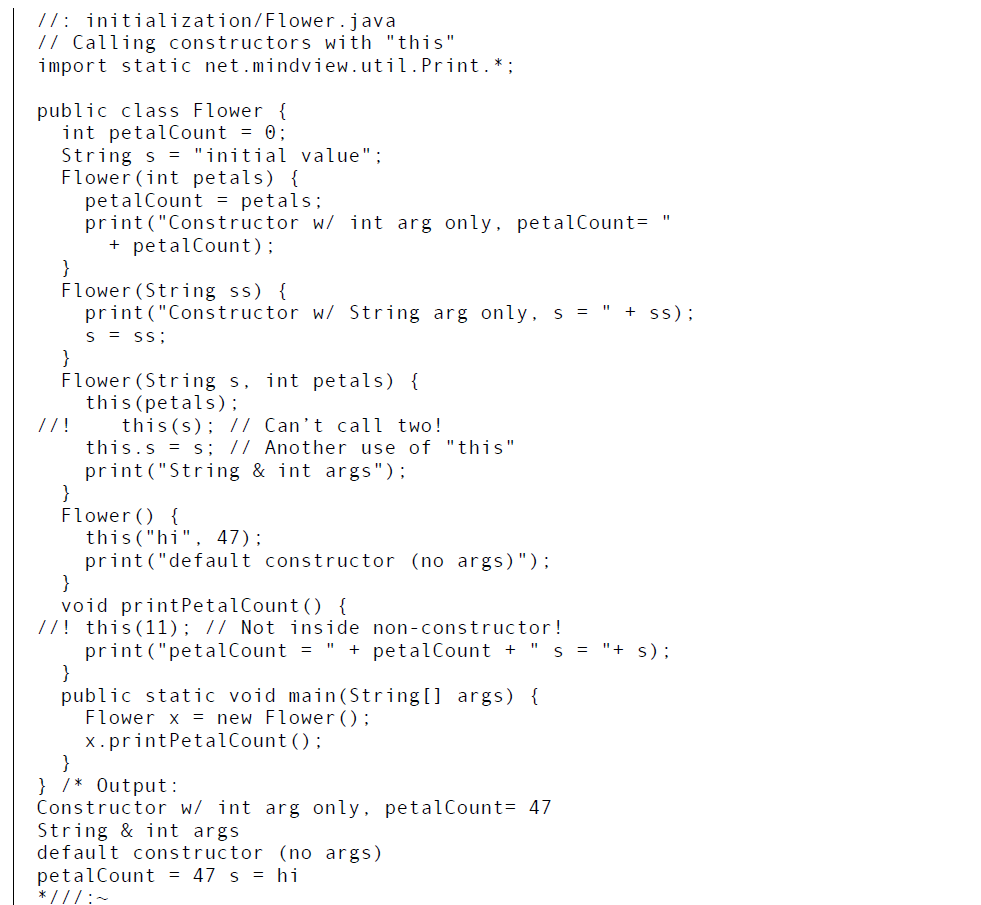 //: initialization/Flower.java
// Calling constructors with "this"
import static net.mindview.util.Print.*;

public class Flower {
  int petalCount = 0;
  String s = "initial value";
  Flower(int petals) {
    petalCount = petals;
    print("Constructor w/ int arg only, petalCount= "
      + petalCount);
  }
  Flower(String ss) {
    print("Constructor w/ String arg only, s = " + ss);
    s = ss;
  }
  Flower(String s, int petals) {
    this(petals);
//!    this(s); // Can’t call two!
    this.s = s; // Another use of "this"
    print("String & int args");
  }
  Flower() {
    this("hi", 47);
    print("default constructor (no args)");
  }
  void printPetalCount() {
//! this(11); // Not inside non-constructor!
    print("petalCount = " + petalCount + " s = "+ s);
  }
  public static void main(String[] args) {
    Flower x = new Flower();
    x.printPetalCount();
  }
} /* Output:
Constructor w/ int arg only, petalCount= 47
String & int args
default constructor (no args)
petalCount = 47 s = hi
*///:~